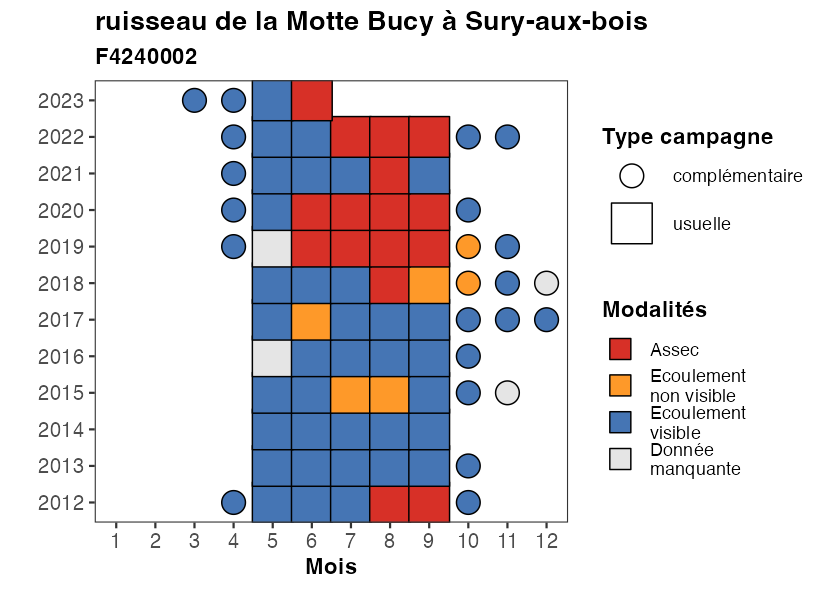 ruisseau de la Motte Bucy à Sury-aux-bois
F4240002
2023
2022
2021
2020
2019
2018
2017
2016
2015
2014
2013
2012
1 2 3 4 5 6 7 8 9 10 11 12
Mois
Type campagne
complémentaire
usuelle
Modalités
Assec
Ecoulement
non visible
Ecoulement
visible
Donnée
manquante